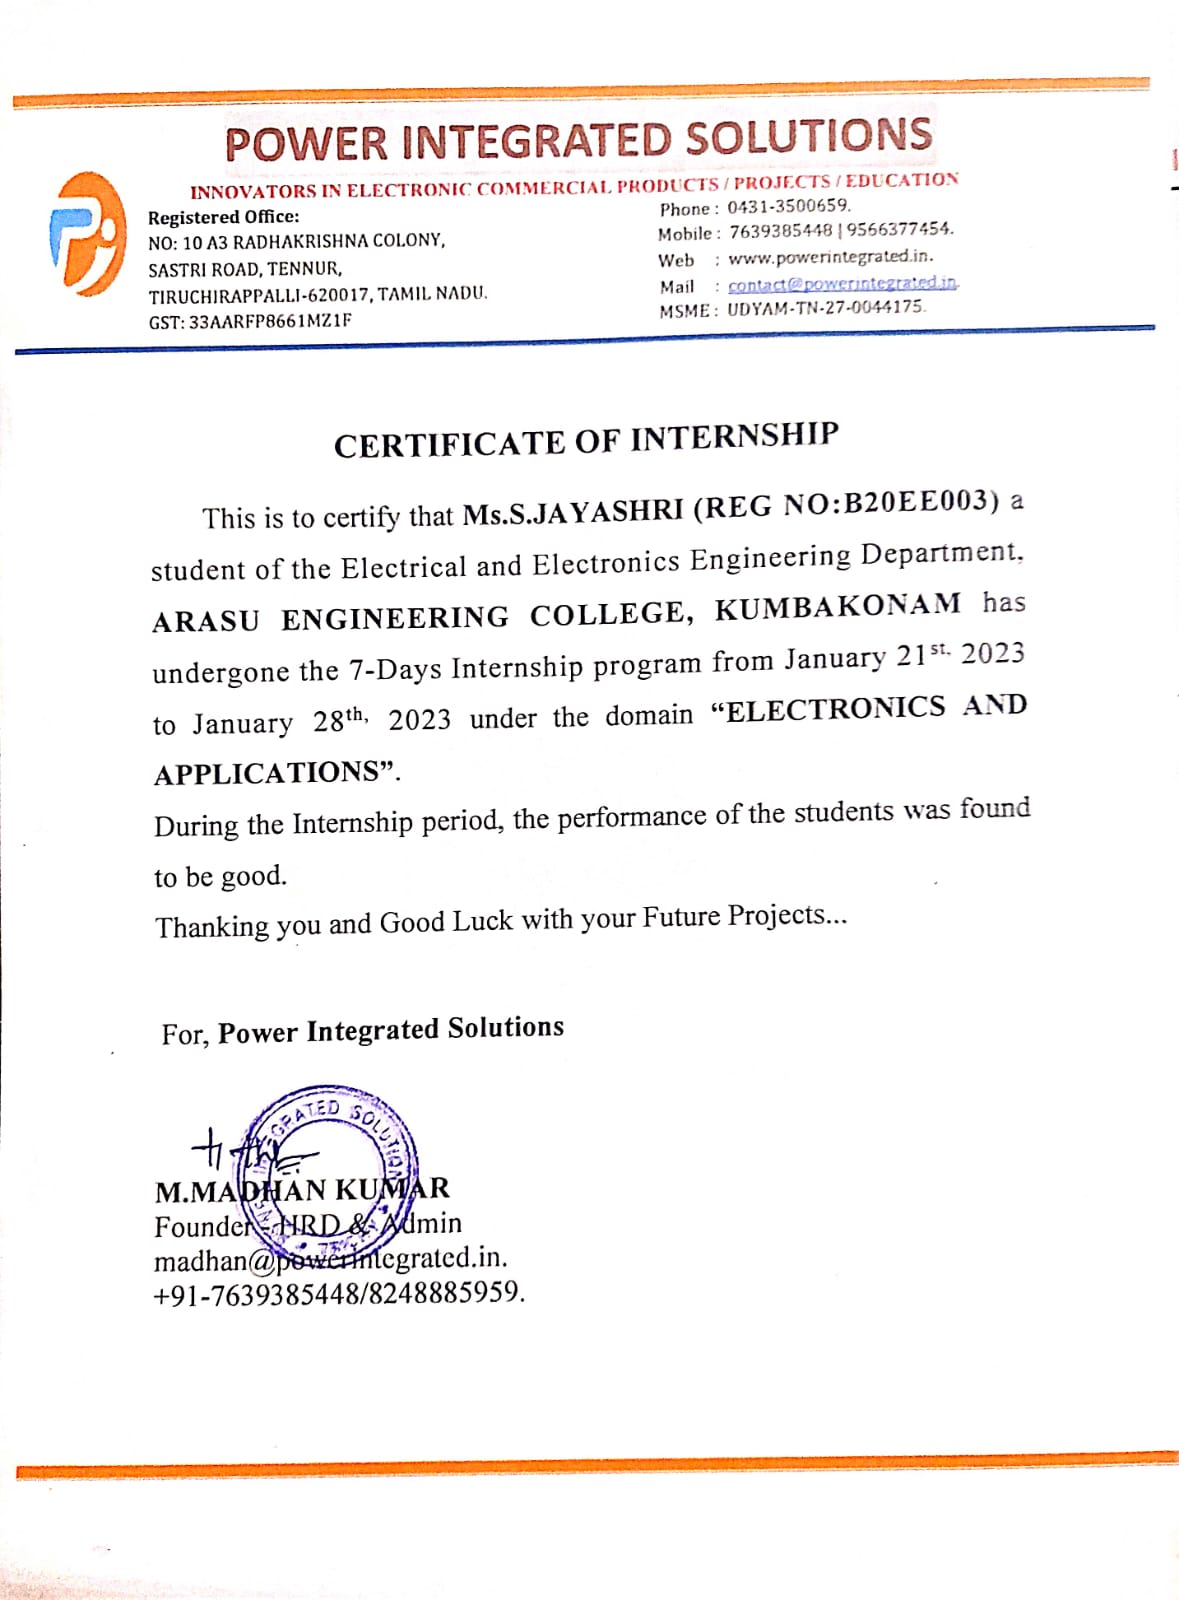 POWER INTEGRATED SOLUTIONS
INNOVATORS IN ELECTRONIC COMMERCIAL PRODUCTS / PROJECTS / EDUCATION
Registered Office:
NO: 10 A3 RADHAKRISHNA COLONY,
SASTRI ROAD, TENNUR,
TIRUCHIRAPPALLI-620017, TAMIL NADU.
GST: 33AARFP8661MZ1F
Phone : 0431-3500659.
Mobile : 7639385448 | 9566377454.
Web : www.powerintegrated.in.
Mail : contact@powerintegrated.in.
MSME : UDYAM-TN-27-0044175.
CERTIFICATE OF INTERNSHIP
This is to certify that Ms.S.JAYASHRI (REG NO:B20EE003) a
student of the Electrical and Electronics Engineering Department,
ARASU ENGINEERING COLLEGE, KUMBAKONAM has
undergone the 7-Days Internship program from January 21st, 2023
to January 28th, 2023 under the domain “ELECTRONICS AND
APPLICATIONS”.
During the Internship period, the performance of the students was found
to be good.
Thanking you and Good Luck with your Future Projects...
For, Power Integrated Solutions
INTEGRATED SOLUTIONS
M.MADHAN KUMAR
Founder - HRD & Admin
madhan@powerintegrated.in.
+91-7639385448/8248885959.